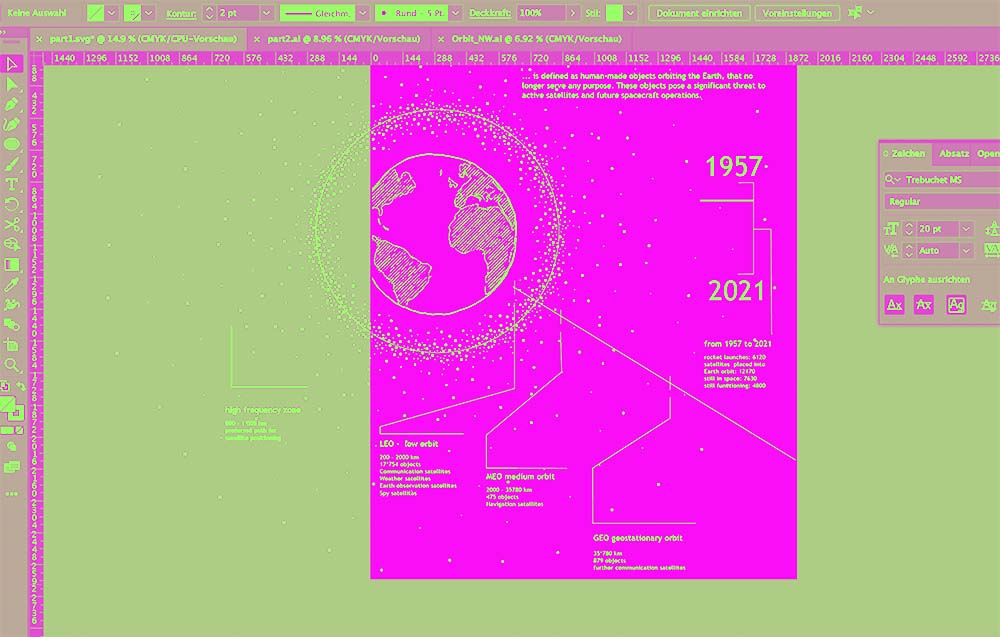 Keine Auswahl
Kontur: 2 pt
Gleichm.
Rund - 5 Pt.
Deckkraft: 100%
Stil:
Dokument einrichten
Voreinstellungen
part1.svg* @ 14.9 % (CMYK/CPU-Vorschau)
part2.ai @ 8.96 % (CMYK/Vorschau)
Orbit_NW.ai @ 6.92 % (CMYK/Vorschau)
1440 1296 1152 1008 864 720 576 432 288 144 0 144 288 432 576 720 864 1008 1152 1296 1440 1584 1728 1872 2016 2160 2304 2448 2592 2736
... is defined as human-made objects orbiting the Earth, that no
longer serve any purpose. These objects pose a significant threat to
active satellites and future spacecraft operations.
1957
2021
from 1957 to 2021
rocket launches: 6120
satellites placed into
Earth orbit: 12170
still in space: 7630
still functioning: 4800
high frequency zone
preferred path for
satellite positioning
LEO - low orbit
200 - 2000 km
17'754 objects
Communication satellites
Weather satellites
Earth observation satellites
Spy satellites
MEO medium orbit
2000 - 35780 km
475 objects
Navigation satellites
GEO geostationary orbit
35'780 km
879 objects
further communication satellites
Zeichen
Absatz
Open
Trebuchet MS
Regular
20 pt
Auto
An Glyphe ausrichten